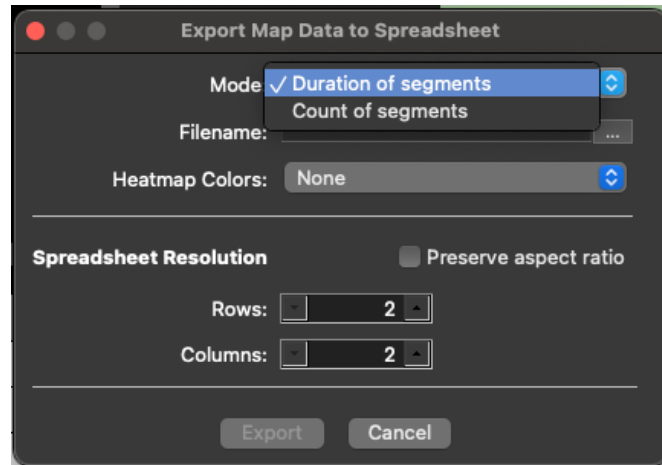 Export Map Data to Spreadsheet
Mode ✓ Duration of segments
Count of segments
Filename: ...
Heatmap Colors: None
Spreadsheet Resolution Preserve aspect ratio
Rows: 2
Columns: 2
Export Cancel